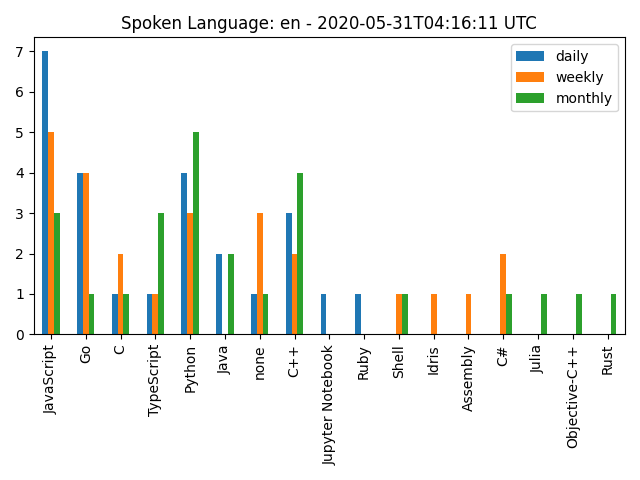 Spoken Language: en - 2020-05-31T04:16:11 UTC
daily
weekly
monthly
7
6
5
4
3
2
1
0
JavaScript
Go
C
TypeScript
Python
Java
none
C++
Jupyter Notebook
Ruby
Shell
Idris
Assembly
C#
Julia
Objective-C++
Rust